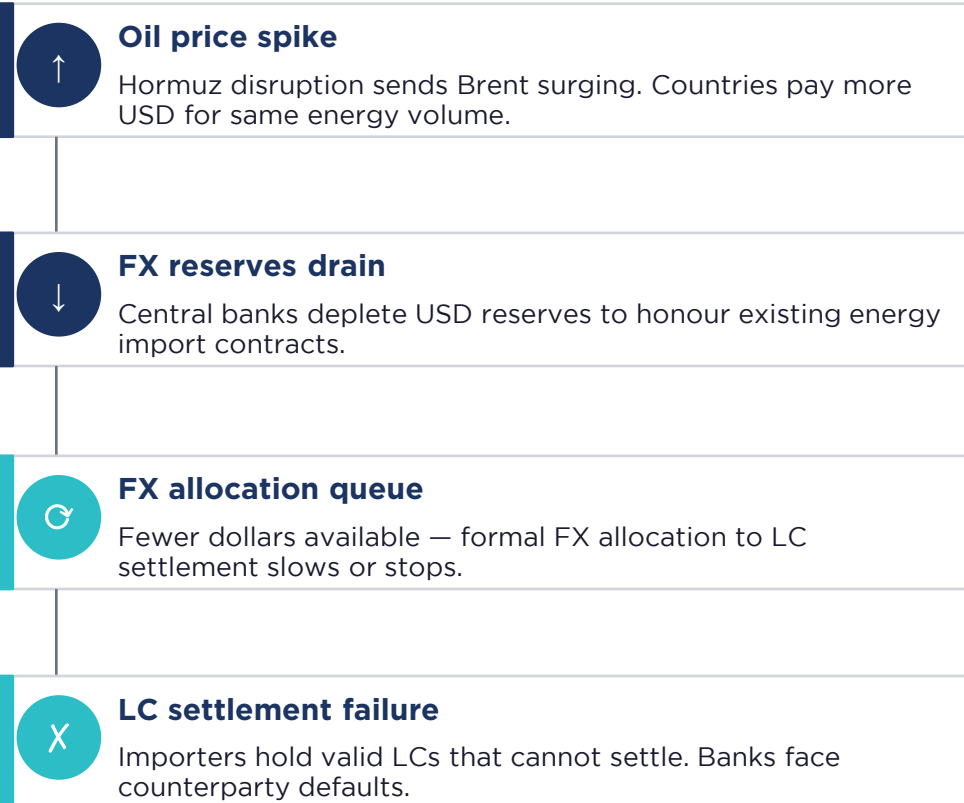 ↑
Oil price spike
Hormuz disruption sends Brent surging. Countries pay more
USD for same energy volume.
↓
FX reserves drain
Central banks deplete USD reserves to honour existing energy
import contracts.
⟳
FX allocation queue
Fewer dollars available — formal FX allocation to LC
settlement slows or stops.
✗
LC settlement failure
Importers hold valid LCs that cannot settle. Banks face
counterparty defaults.